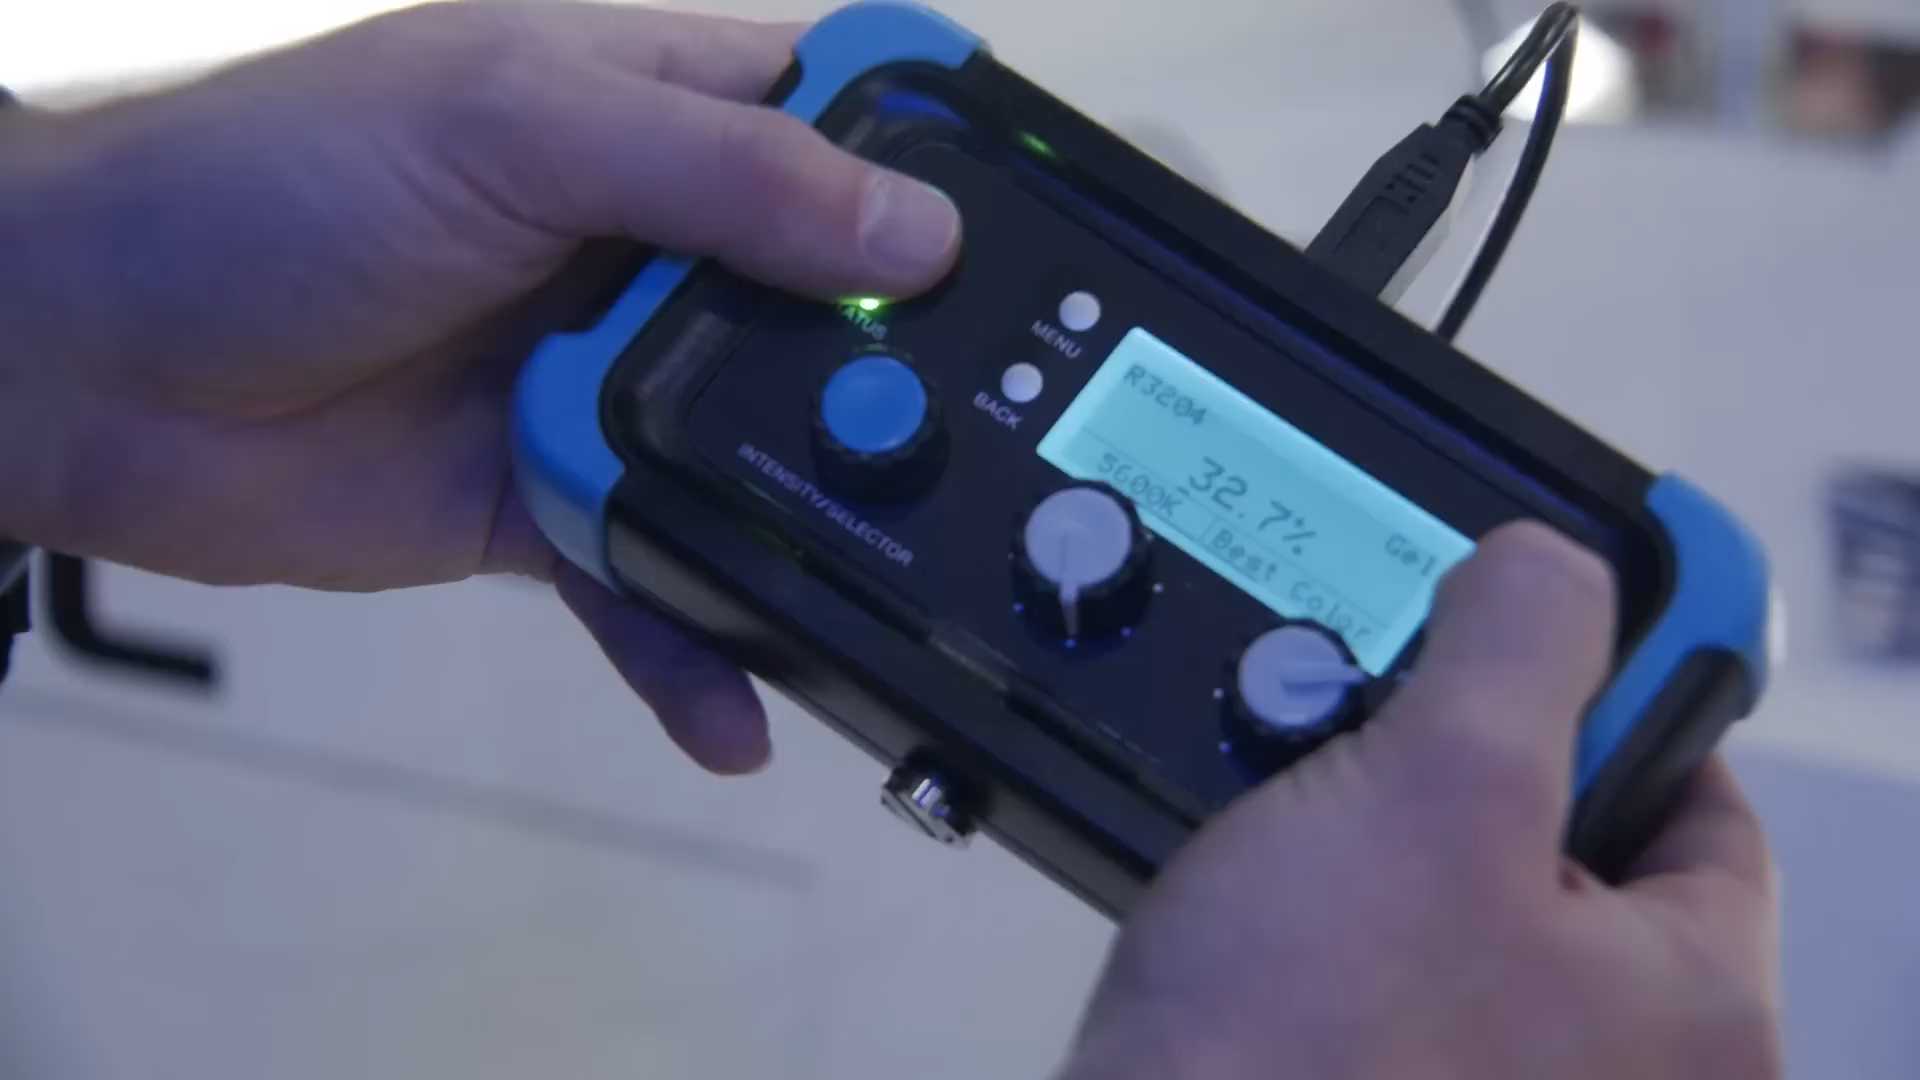 STATUS
MENU
BACK
INTENSITY/SELECTOR
R3204
32.7%
Gel
5600K
Best Color